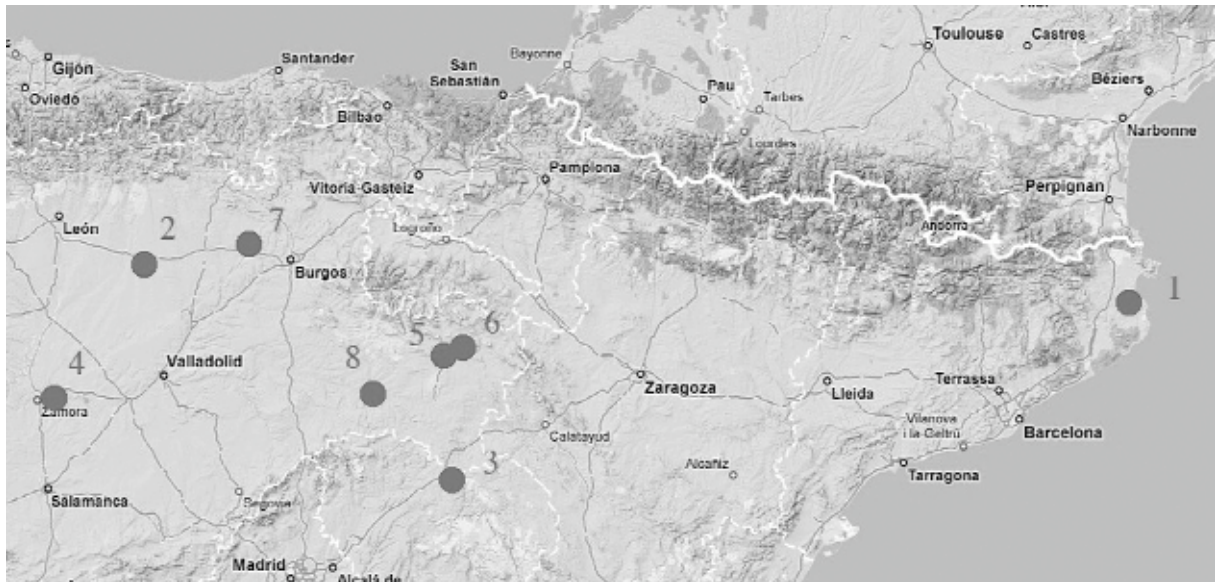 Toulouse
Castres
Gijón
Santander
Bayonne
San
Sebastián
Oviedo
Pau
Béziers
Tarbes
Bilbao
Narbonne
Lourdes
Vitoria-Gasteiz
Pamplona
Perpignan
León
2
7
Logroño
Andorra
Burgos
1
5
6
4
Valladolid
8
Zaragoza
Lleida
Terrassa
Zamora
Vilanova
i la Geltrú
Barcelona
Calatayud
3
Alcañiz
Tarragona
Salamanca
Segovia
Madrid
Alcalá de